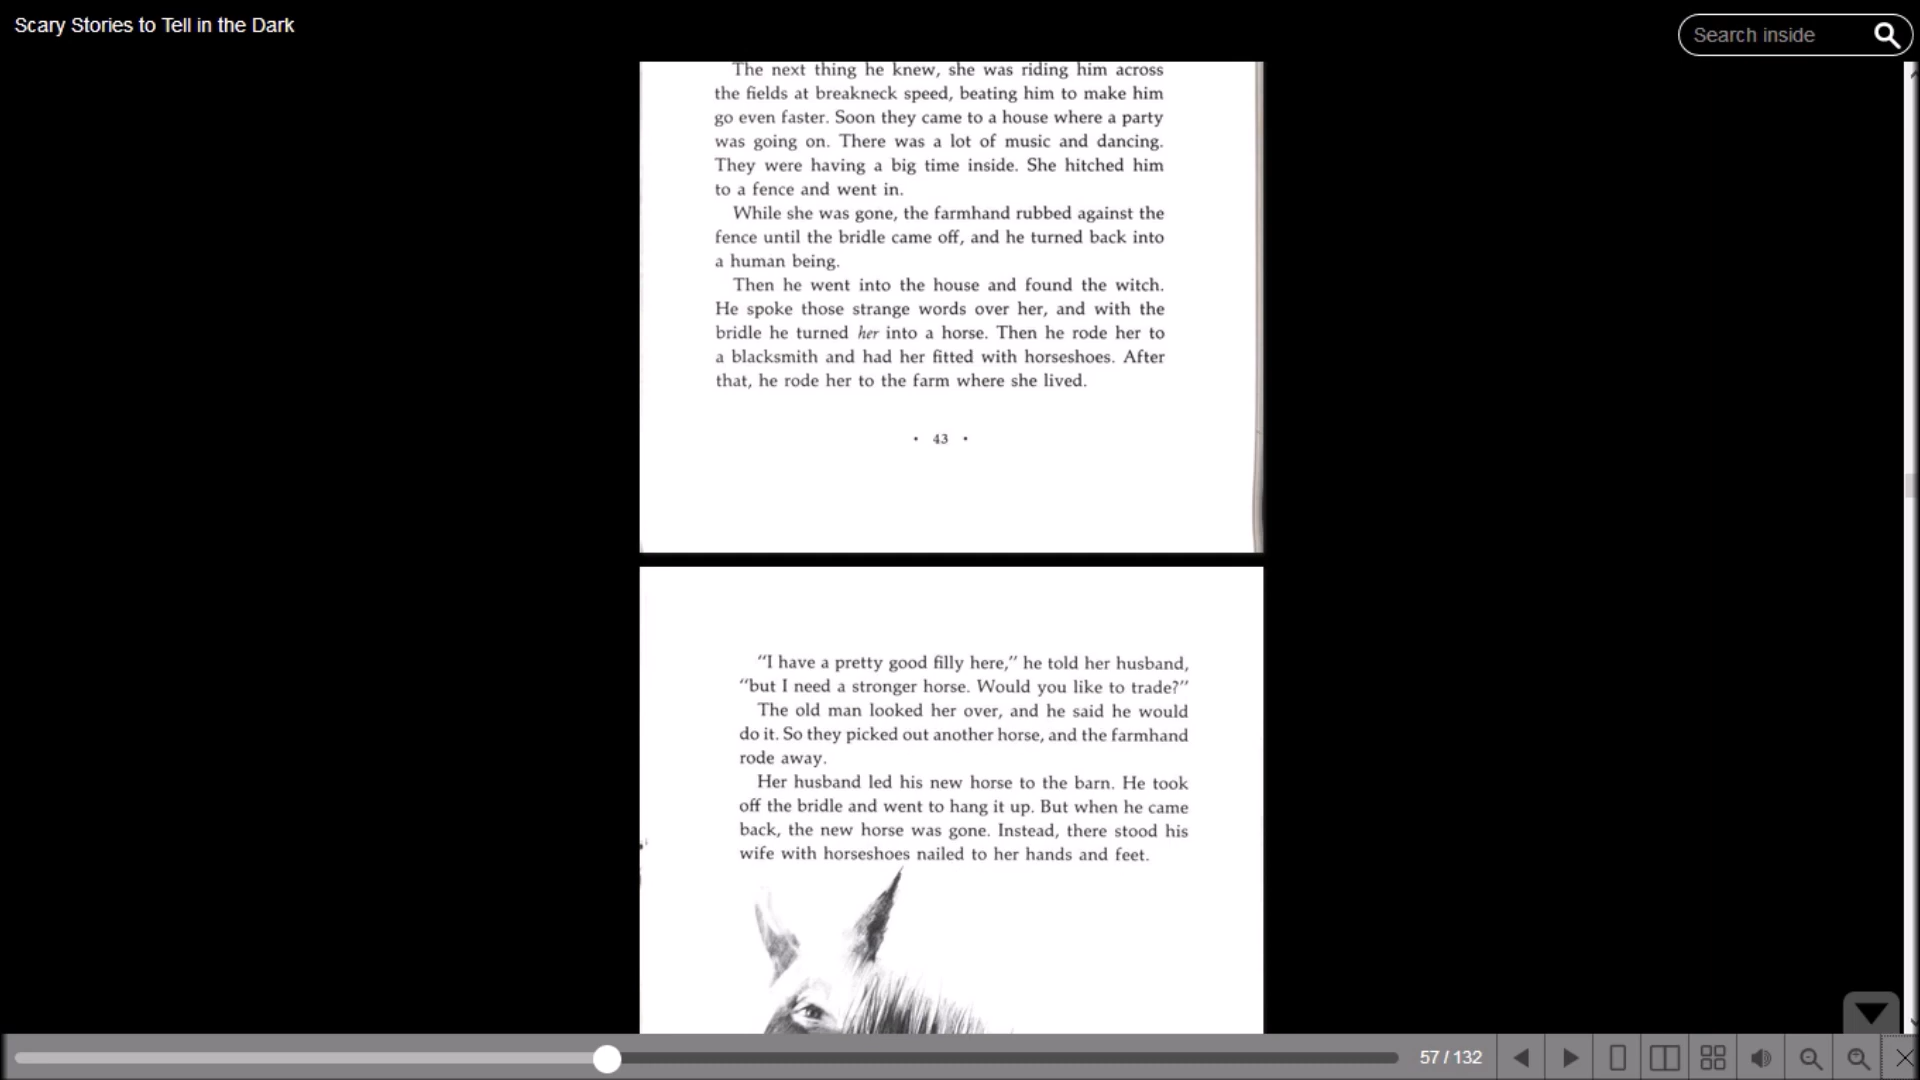 Scary Stories to Tell in the Dark
Search inside
The next thing he knew, she was riding him across
the fields at breakneck speed, beating him to make him
go even faster. Soon they came to a house where a party
was going on. There was a lot of music and dancing.
They were having a big time inside. She hitched him
to a fence and went in.
While she was gone, the farmhand rubbed against the
fence until the bridle came off, and he turned back into
a human being.
Then he went into the house and found the witch.
He spoke those strange words over her, and with the
bridle he turned her into a horse. Then he rode her to
a blacksmith and had her fitted with horseshoes. After
that, he rode her to the farm where she lived.
• 43 •
“I have a pretty good filly here,” he told her husband,
“but I need a stronger horse. Would you like to trade?”
The old man looked her over, and he said he would
do it. So they picked out another horse, and the farmhand
rode away.
Her husband led his new horse to the barn. He took
off the bridle and went to hang it up. But when he came
back, the new horse was gone. Instead, there stood his
wife with horseshoes nailed to her hands and feet.
57 / 132